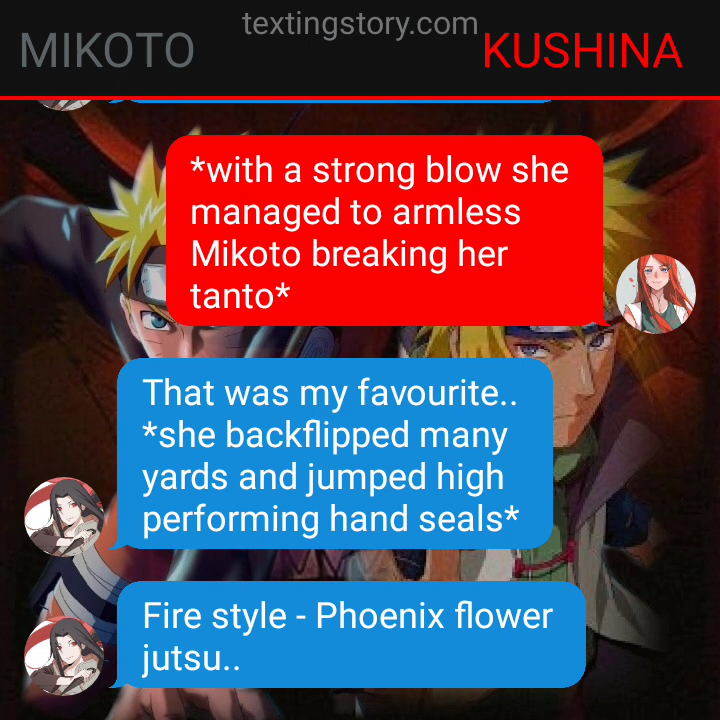 textingstory.com
MIKOTO
KUSHINA
*with a strong blow she
managed to armless
Mikoto breaking her
tanto*
That was my favourite..
*she backflipped many
yards and jumped high
performing hand seals*
Fire style - Phoenix flower
jutsu..